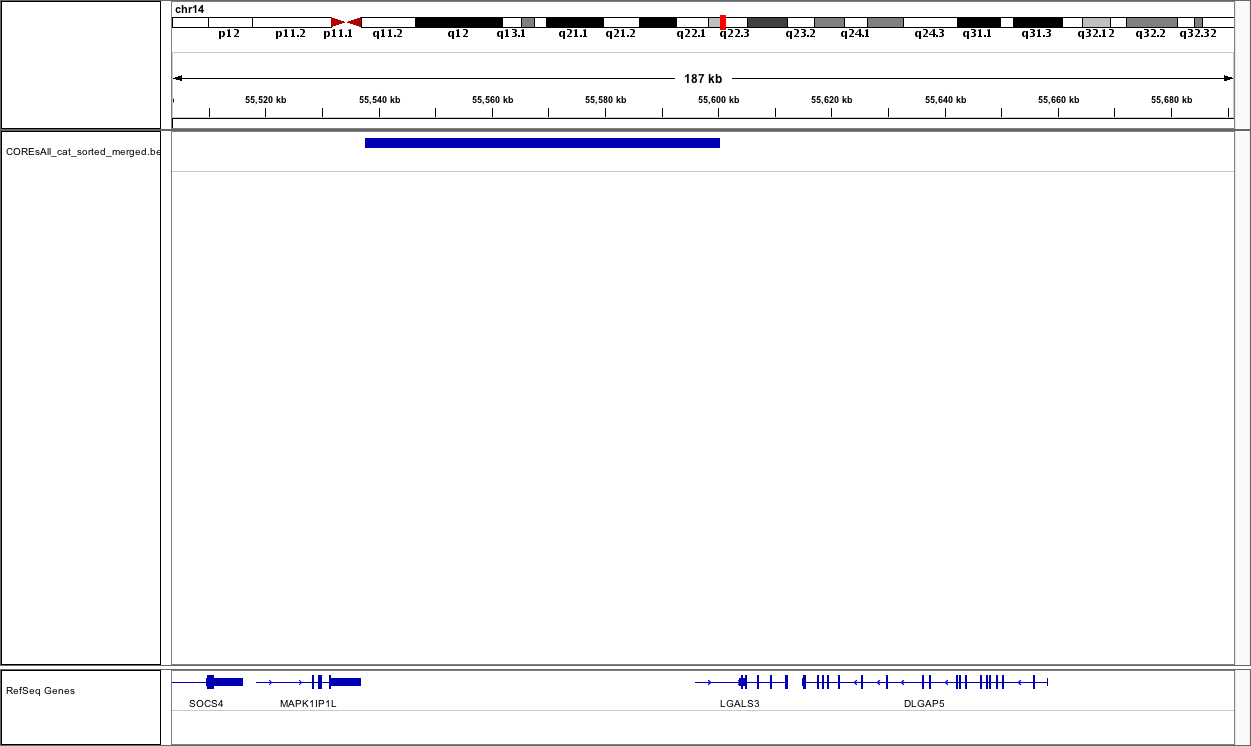 chr14
p12 p11.2 p11.1 q11.2 q12 q13.1 q21.1 q21.2 q22.1 q22.3 q23.2 q24.1 q24.3 q31.1 q31.3 q32.12 q32.2 q32.32
187 kb
55,520 kb 55,540 kb 55,560 kb 55,580 kb 55,600 kb 55,620 kb 55,640 kb 55,660 kb 55,680 kb
COREsAll_cat_sorted_merged.be
RefSeq Genes
SOCS4 MAPK1IP1L LGALS3 DLGAP5